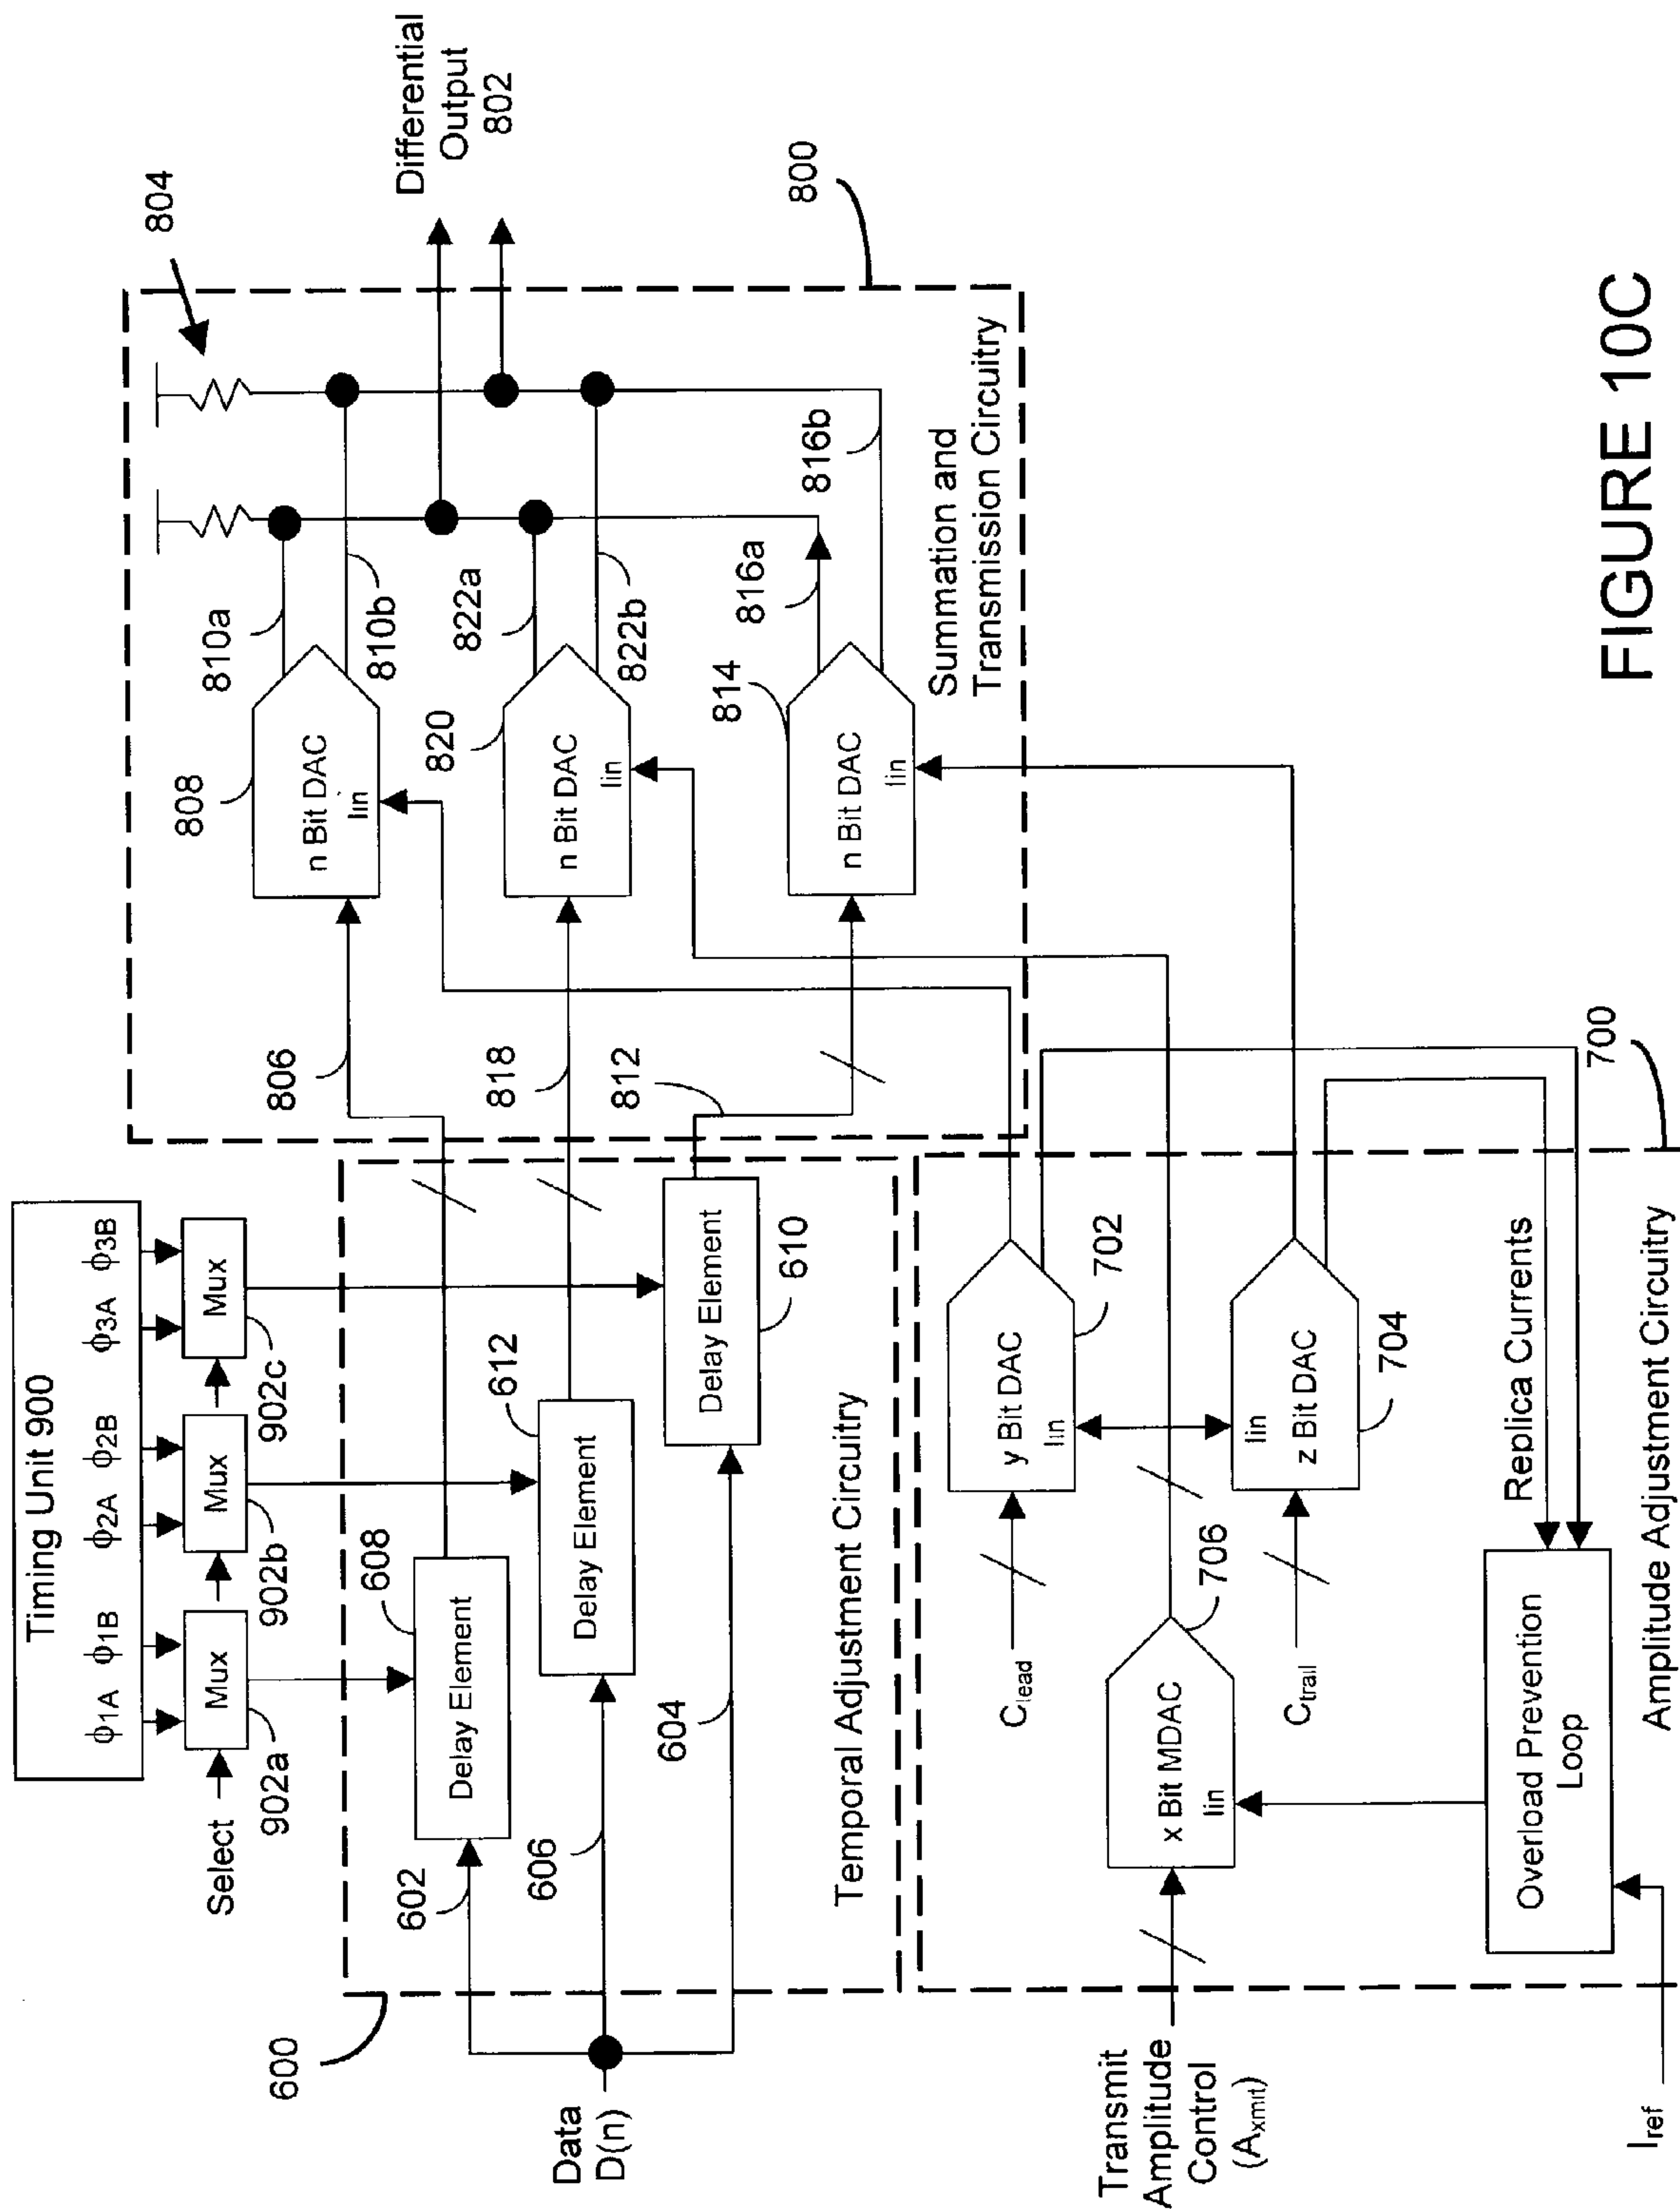 Timing Unit 900
ϕ1A ϕ1B ϕ2A ϕ2B ϕ3A ϕ3B
Select
Mux
Mux
Mux
902a
902b
902c
600
602
608
Delay Element
606
612
Delay Element
604
Delay Element
610
Data
D(n)
Temporal Adjustment Circuitry
806
818
812
808
n Bit DAC
Iin
810a
810b
820
n Bit DAC
Iin
822a
822b
814
n Bit DAC
Iin
816a
816b
804
Differential
Output
802
800
Summation and
Transmission Circuitry
Transmit
Amplitude
Control
(Axmit)
x Bit MDAC
Iin
706
Clead
y Bit DAC
Iin
702
Ctrail
Iin
z Bit DAC
704
Replica Currents
Overload Prevention
Loop
Iref
700
Amplitude Adjustment Circuitry
FIGURE 10C